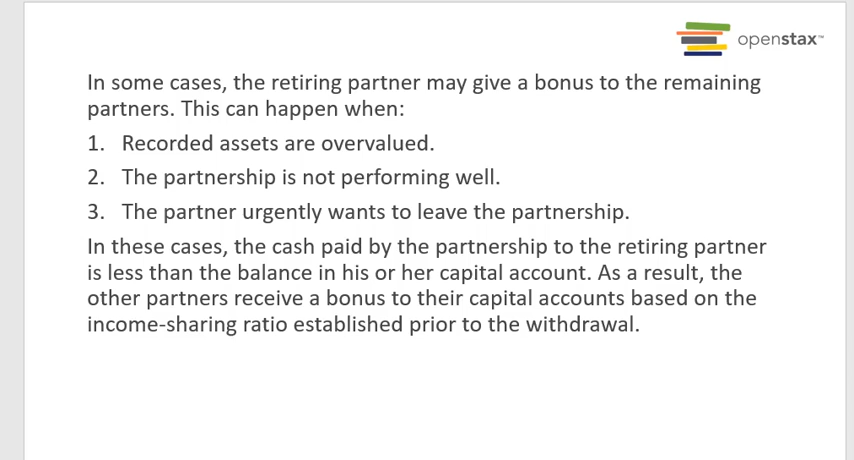 openstax™
In some cases, the retiring partner may give a bonus to the remaining
partners. This can happen when:
1. Recorded assets are overvalued.
2. The partnership is not performing well.
3. The partner urgently wants to leave the partnership.
In these cases, the cash paid by the partnership to the retiring partner
is less than the balance in his or her capital account. As a result, the
other partners receive a bonus to their capital accounts based on the
income-sharing ratio established prior to the withdrawal.